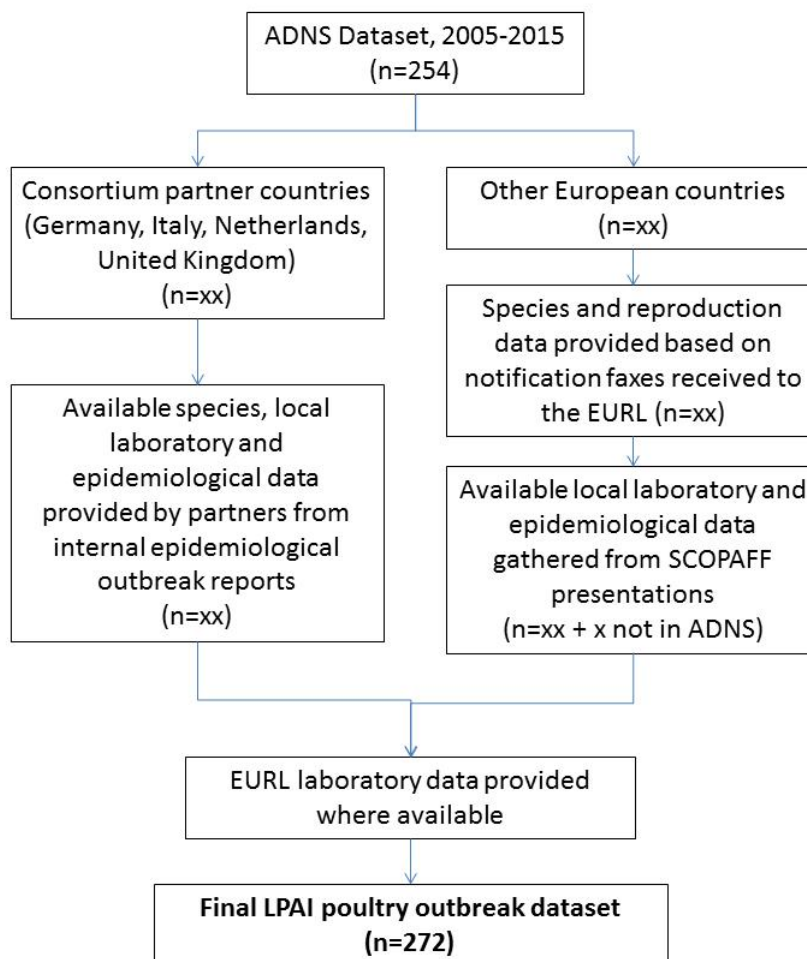 ADNS Dataset, 2005-2015
(n=254)
Consortium partner countries
(Germany, Italy, Netherlands,
United Kingdom)
(n=xx)
Other European countries
(n=xx)
Species and reproduction
data provided based on
notification faxes received to
the EURL (n=xx)
Available species, local
laboratory and
epidemiological data
provided by partners from
internal epidemiological
outbreak reports
(n=xx)
Available local laboratory and
epidemiological data
gathered from SCOPAFF
presentations
(n=xx + x not in ADNS)
EURL laboratory data provided
where available
Final LPAI poultry outbreak dataset
(n=272)